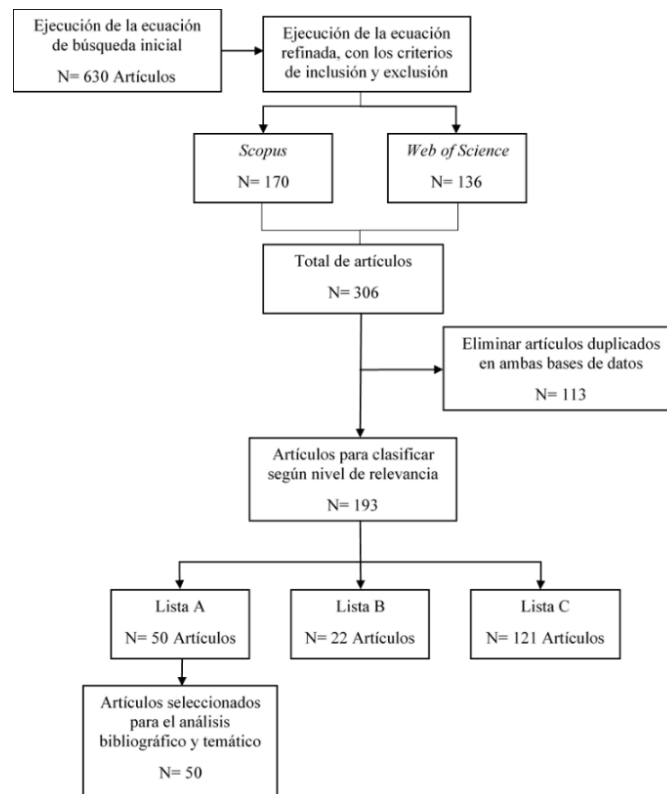 Ejecución de la ecuación
de búsqueda inicial
N= 630 Artículos
Ejecución de la ecuación
refinada, con los criterios
de inclusión y exclusión
Scopus
N= 170
Web of Science
N= 136
Total de artículos
N= 306
Eliminar artículos duplicados
en ambas bases de datos
N= 113
Artículos para clasificar
según nivel de relevancia
N= 193
Lista A
N= 50 Artículos
Lista B
N= 22 Artículos
Lista C
N= 121 Artículos
Artículos seleccionados
para el análisis
bibliográfico y temático
N= 50